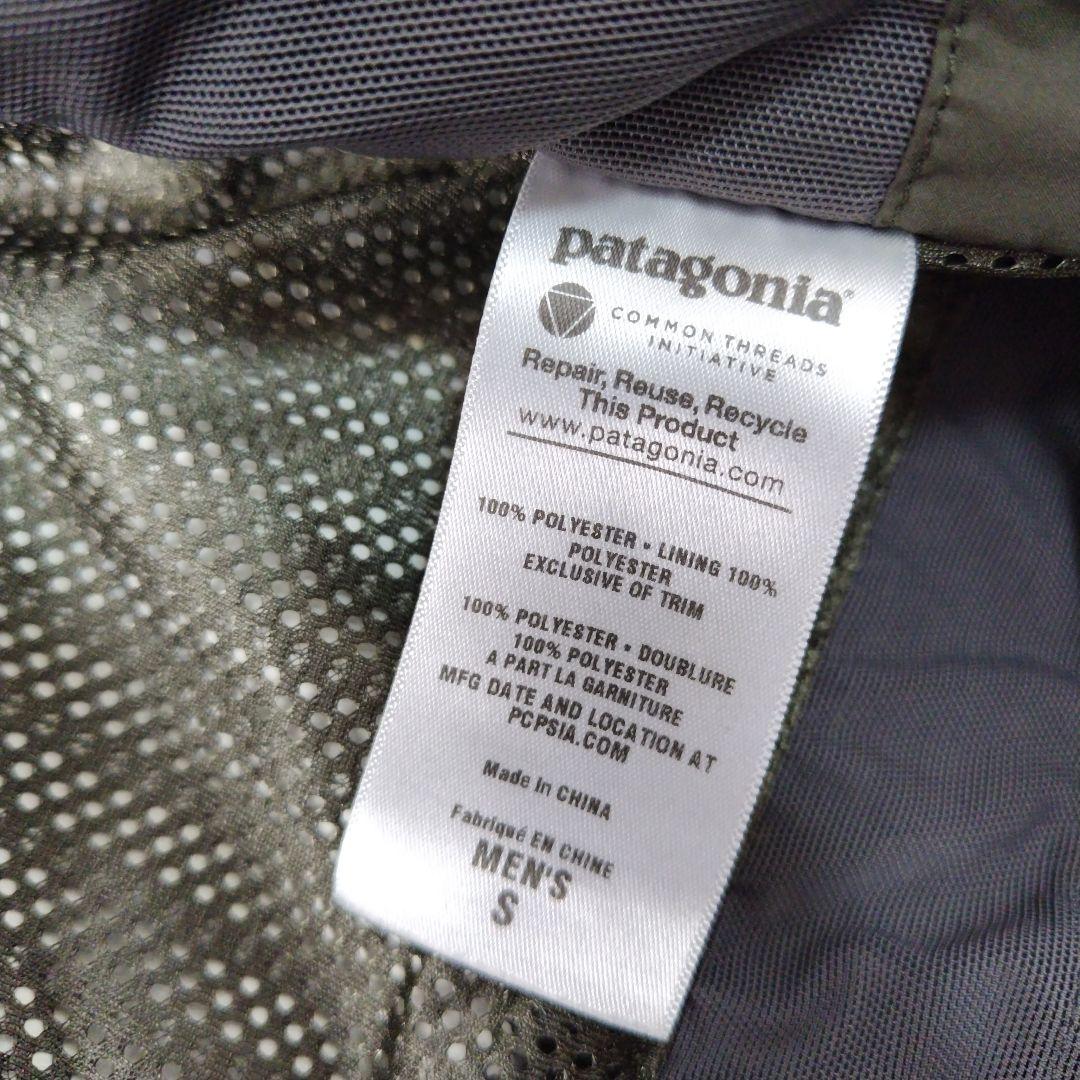 patagonia®
COMMON THREADS
INITIATIVE
Repair, Reuse, Recycle
This Product
www.patagonia.com
100% POLYESTER • LINING 100%
POLYESTER
EXCLUSIVE OF TRIM
100% POLYESTER • DOUBLURE
100% POLYESTER
A PART LA GARNITURE
MFG DATE AND LOCATION AT
PCPSIA.COM
Made in CHINA
Fabriqué EN CHINE
MEN'S
S